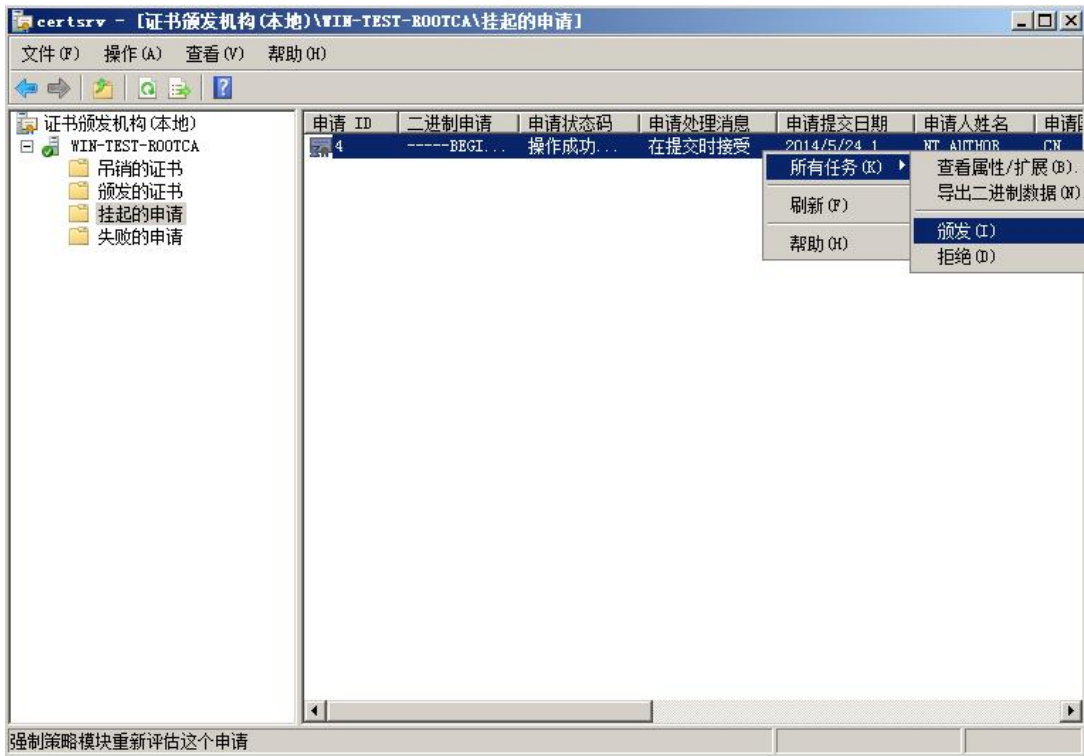 certsrv - [证书颁发机构(本地)\WIN-TEST-ROOTCA\挂起的申请]
文件(F) 操作(A) 查看(V) 帮助(H)
证书颁发机构(本地)
WIN-TEST-ROOTCA
吊销的证书
颁发的证书
挂起的申请
失败的申请
申请 ID 二进制申请 申请状态码 申请处理消息 申请提交日期 申请人姓名 申请
4 -----BEGI... 操作成功... 在提交时接受 2014/5/24 1 NT AUTHOR CN
所有任务(K)
刷新(F)
帮助(H)
查看属性/扩展(B).
导出二进制数据(N)
颁发(I)
拒绝(D)
强制策略模块重新评估这个申请